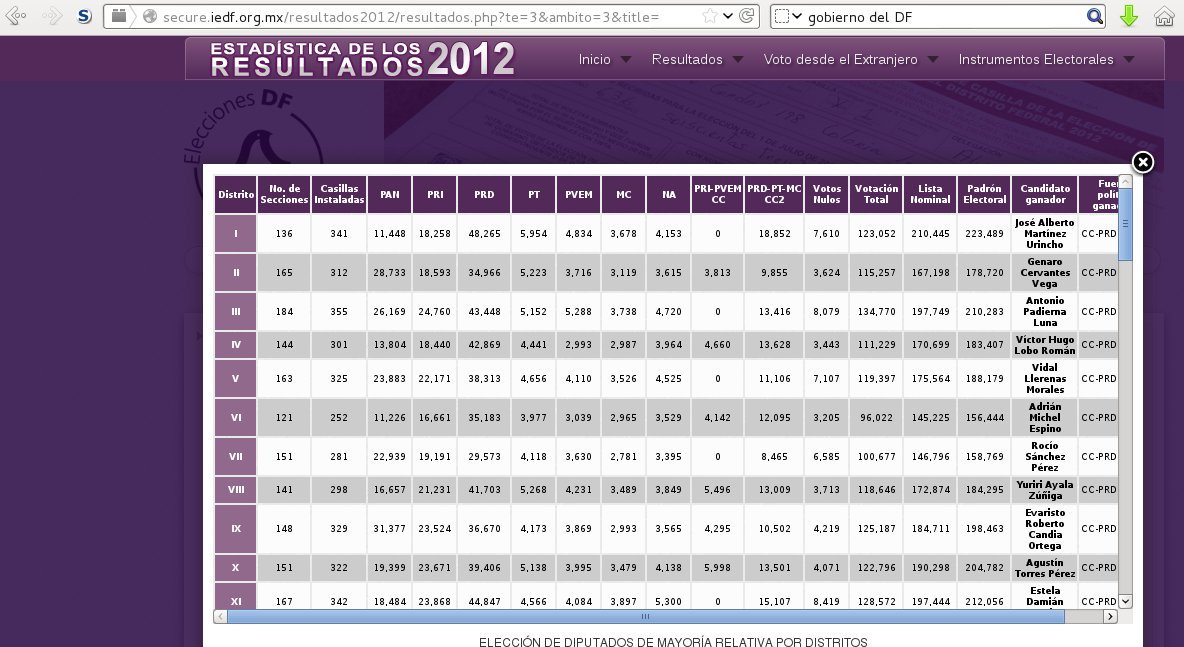 secure.iedf.org.mx/resultados2012/resultados.php?te=3&ambito=3&title=
gobierno del DF
ESTADÍSTICA DE LOS
RESULTADOS 2012
Inicio Resultados Voto desde el Extranjero Instrumentos Electorales
Elecciones DF
Distrito No. de Secciones Casillas Instaladas PAN PRI PRD PT PVEM MC NA PRI-PVEM CC PRD-PT-MC CC2 Votos Nulos Votación Total Lista Nominal Padrón Electoral Candidato ganador
I 136 341 11,448 18,258 48,265 5,954 4,834 3,678 4,153 0 18,852 7,610 123,052 210,445 223,489 José Alberto Martínez Urincho CC-PRD
II 165 312 28,733 18,593 34,966 5,223 3,716 3,119 3,615 3,813 9,855 3,624 115,257 167,198 178,720 Genaro Cervantes Vega CC-PRD
III 184 355 26,169 24,760 43,448 5,152 5,288 3,738 4,720 0 13,416 8,079 134,770 197,749 210,283 Antonio Padierna Luna CC-PRD
IV 144 301 13,804 18,440 42,869 4,441 2,993 2,987 3,964 4,660 13,628 3,443 111,229 170,699 183,407 Víctor Hugo Lobo Román CC-PRD
V 163 325 23,883 22,171 38,313 4,656 4,110 3,526 4,525 0 11,106 7,107 119,397 175,564 188,179 Vidal Llerenas Morales CC-PRD
VI 121 252 11,226 16,661 35,183 3,977 3,039 2,965 3,529 4,142 12,095 3,205 96,022 145,225 156,444 Adrián Michel Espino CC-PRD
VII 151 281 22,939 19,191 29,573 4,118 3,630 2,781 3,395 0 8,465 6,585 100,677 146,796 158,769 Rocío Sánchez Pérez CC-PRD
VIII 141 298 16,657 21,231 41,703 5,268 4,231 3,489 3,849 5,496 13,009 3,713 118,646 172,874 184,295 Yuriri Ayala Zúñiga CC-PRD
IX 148 329 31,377 23,524 36,670 4,173 3,869 2,993 3,565 4,295 10,502 4,219 125,187 184,711 198,463 Evaristo Roberto Candia Ortega CC-PRD
X 151 322 19,399 23,671 39,406 5,138 3,995 3,479 4,138 5,998 13,501 4,071 122,796 190,298 204,782 Agustín Torres Pérez CC-PRD
XI 167 342 18,484 23,868 44,847 4,566 4,084 3,897 5,300 0 15,107 8,419 128,572 197,444 212,056 Estela Damián CC-PRD
ELECCIÓN DE DIPUTADOS DE MAYORÍA RELATIVA POR DISTRITOS